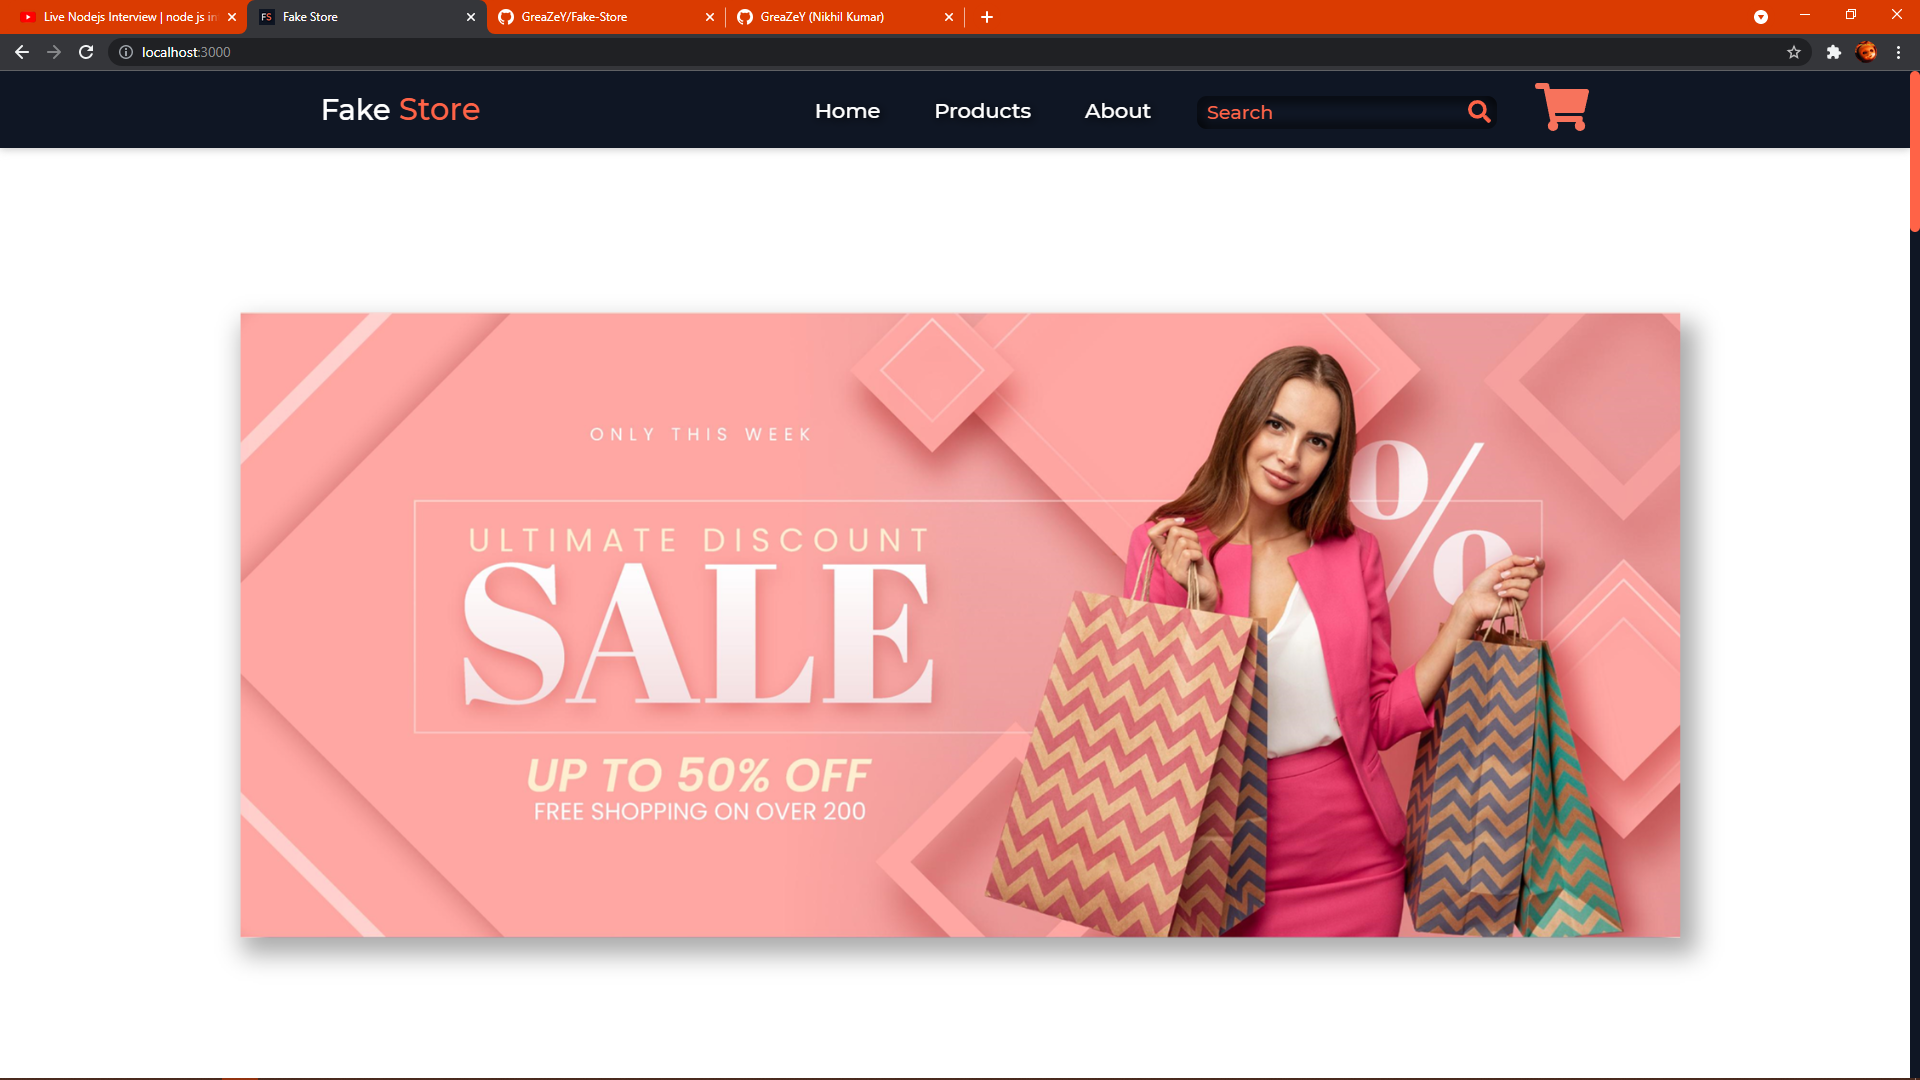 Live Nodejs Interview | node js in
Fake Store
GreaZeY/Fake-Store
GreaZeY (Nikhil Kumar)
localhost:3000
Fake Store
Home
Products
About
Search
ONLY THIS WEEK
ULTIMATE DISCOUNT
SALE
%
UP TO 50% OFF
FREE SHOPPING ON OVER 200